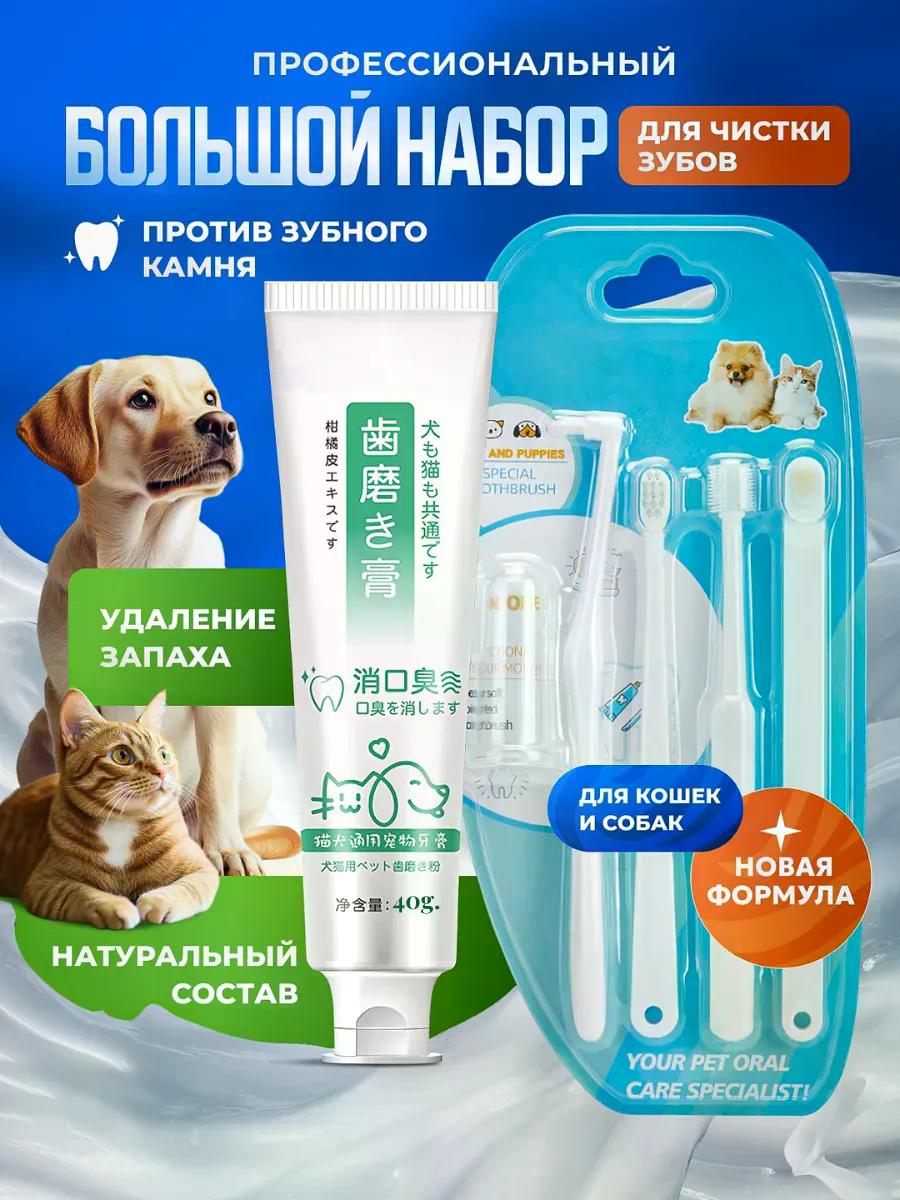 ПРОФЕССИОНАЛЬНЫЙ
БОЛЬШОЙ НАБОР
ДЛЯ ЧИСТКИ
ЗУБОВ
ПРОТИВ ЗУБНОГО
КАМНЯ
犬も猫も共通です
歯磨き膏
柑橘皮エキスです
AND PUPPIES
SPECIAL
УДАЛЕНИЕ
ЗАПАХА
消口臭
口臭を消します
猫犬通用宠物牙膏
犬猫用ペット歯磨き粉
净含量: 40g.
ДЛЯ КОШЕК
И СОБАК
НОВАЯ
ФОРМУЛА
НАТУРАЛЬНЫЙ
СОСТАВ
YOUR PET ORAL
CARE SPECIALIST!